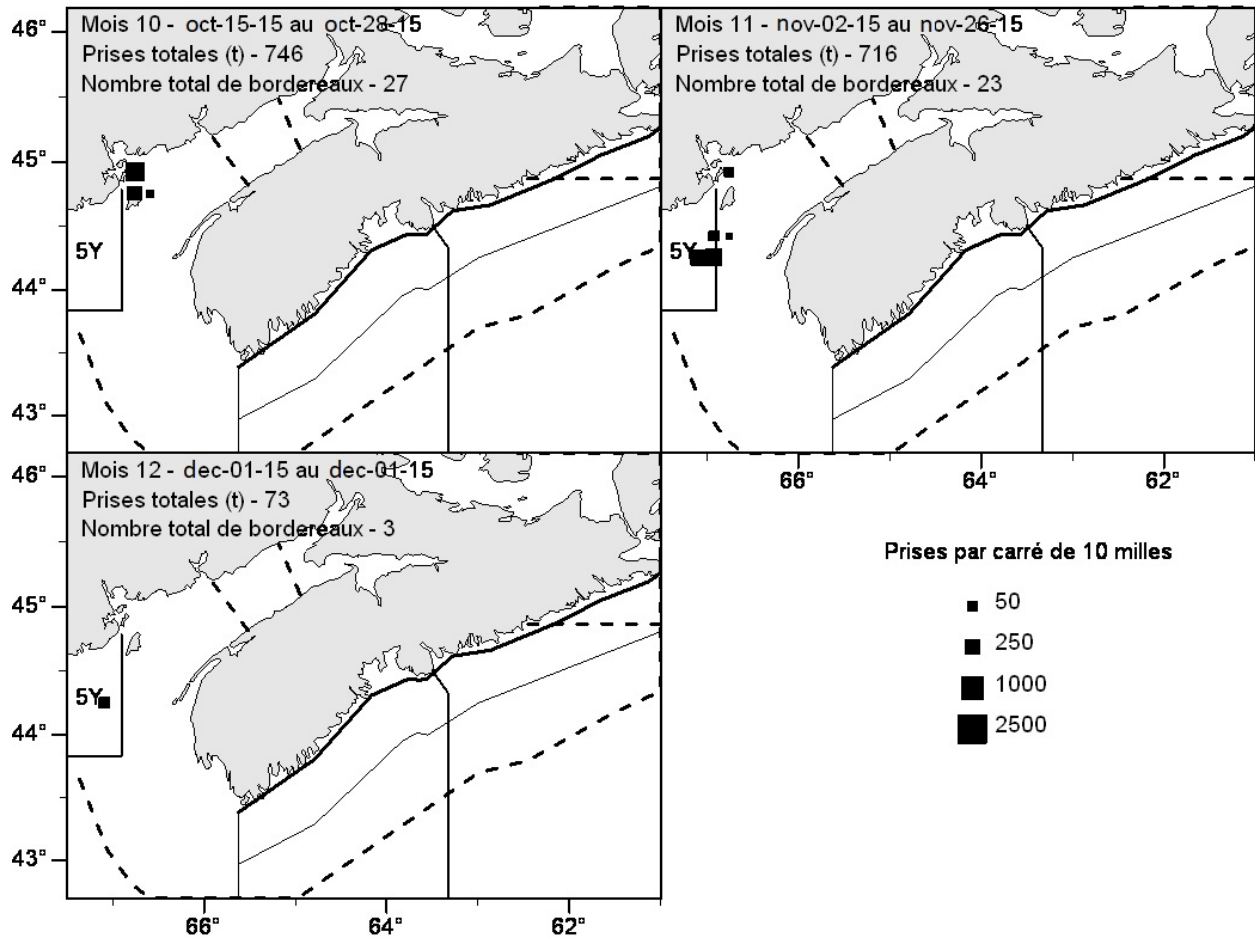 Mois 10 - oct-15-15 au oct-28-15
Prises totales (t) - 746
Nombre total de bordereaux - 27
Mois 11 - nov-02-15 au nov-26-15
Prises totales (t) - 716
Nombre total de bordereaux - 23
46°
45°
44°
43°
5Y
5Y
66°
64°
62°
Mois 12 - dec-01-15 au dec-01-15
Prises totales (t) - 73
Nombre total de bordereaux - 3
46°
45°
44°
43°
5Y
66°
64°
62°
Prises par carré de 10 milles
50
250
1000
2500